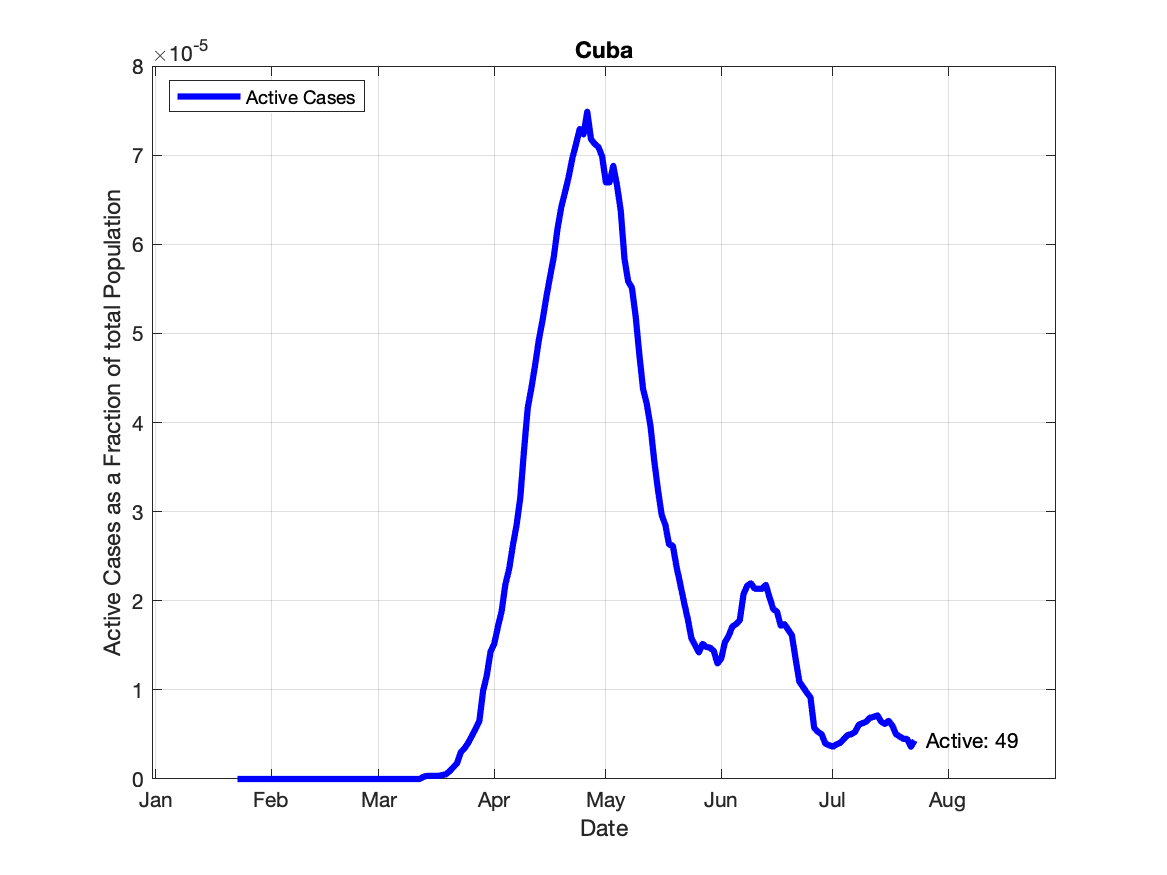 Cuba
×10⁻⁵
Active Cases
8
7
6
5
4
3
2
1
0
Active Cases as a Fraction of total Population
Active: 49
Jan Feb Mar Apr May Jun Jul Aug
Date